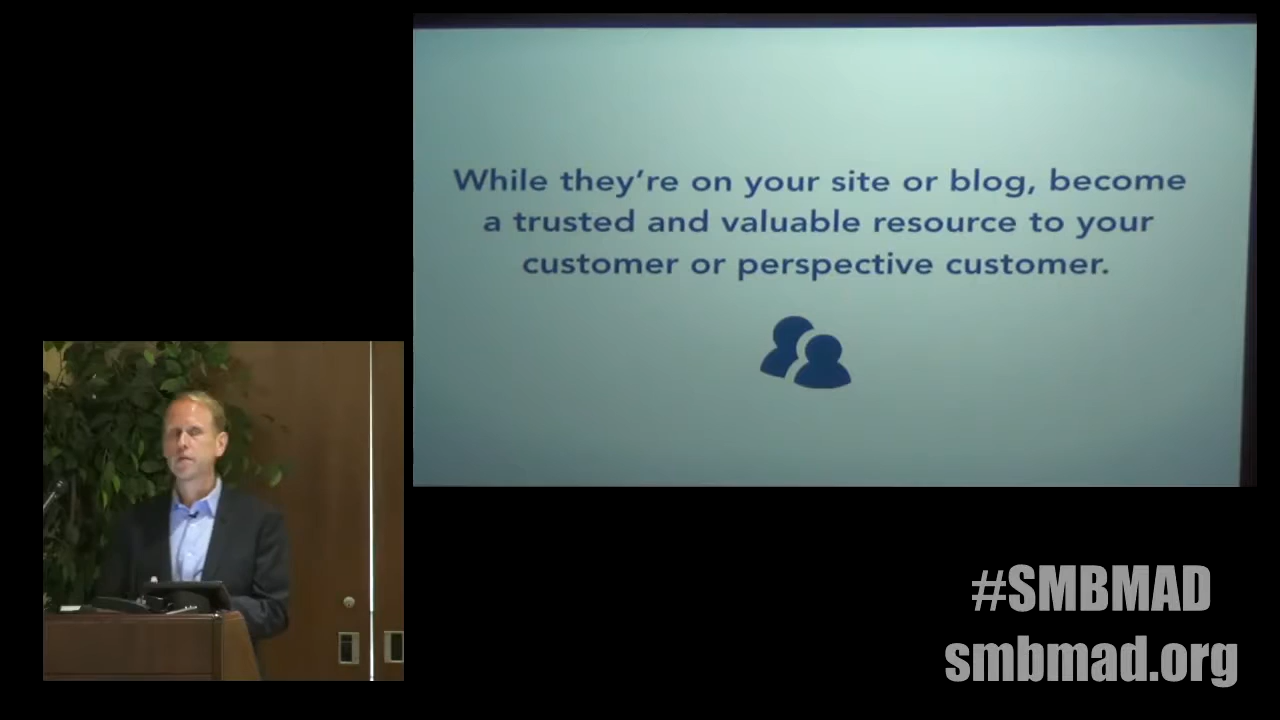 While they're on your site or blog, become
a trusted and valuable resource to your
customer or perspective customer.
#SMBMAD
smbmad.org